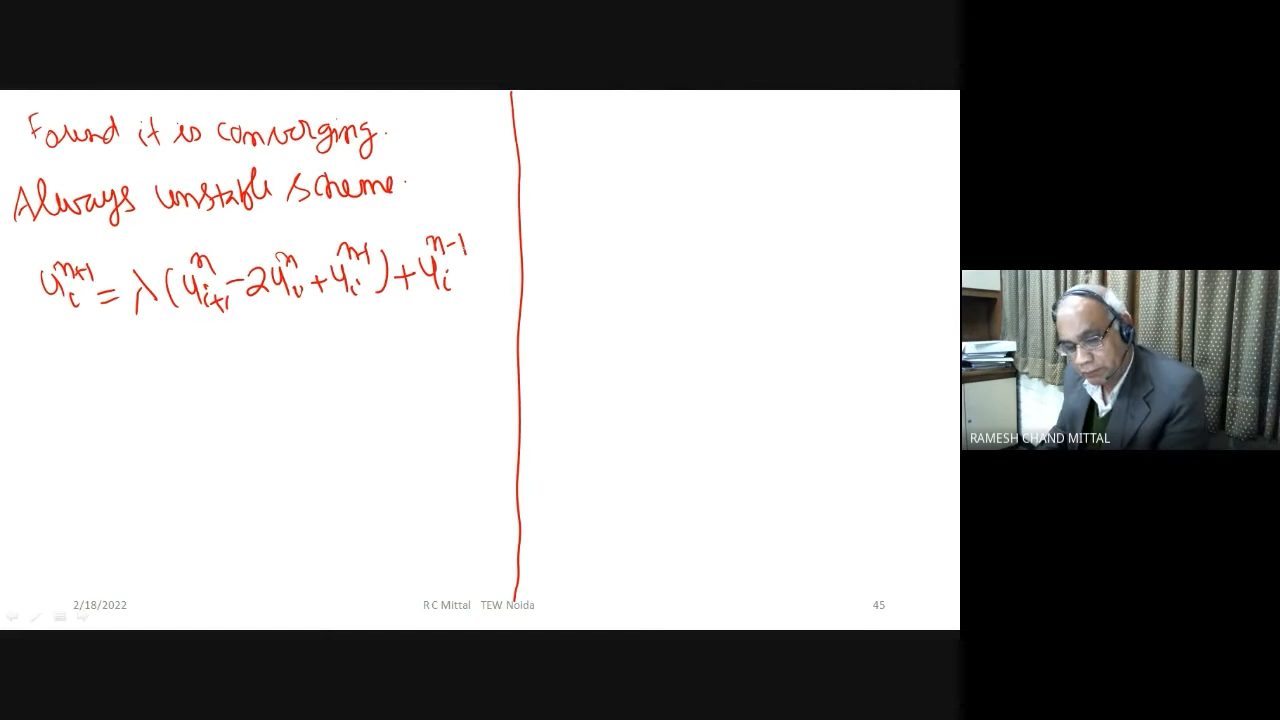 Found it is converging.
Always unstable scheme.
u_i^{n+1} = λ(u_{i+1}^n - 2u_i^n + u_i^{n-1}) + u_i^{n-1}
RAMESH CHAND MITTAL
2/18/2022
R C Mittal TEW Noida
45